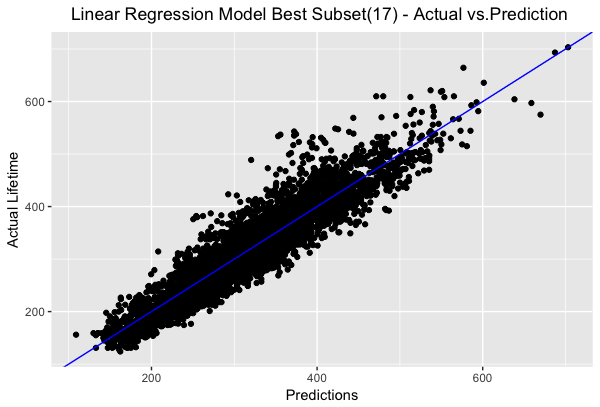 Linear Regression Model Best Subset(17) - Actual vs.Prediction
600
400
200
Actual Lifetime
200 400 600
Predictions